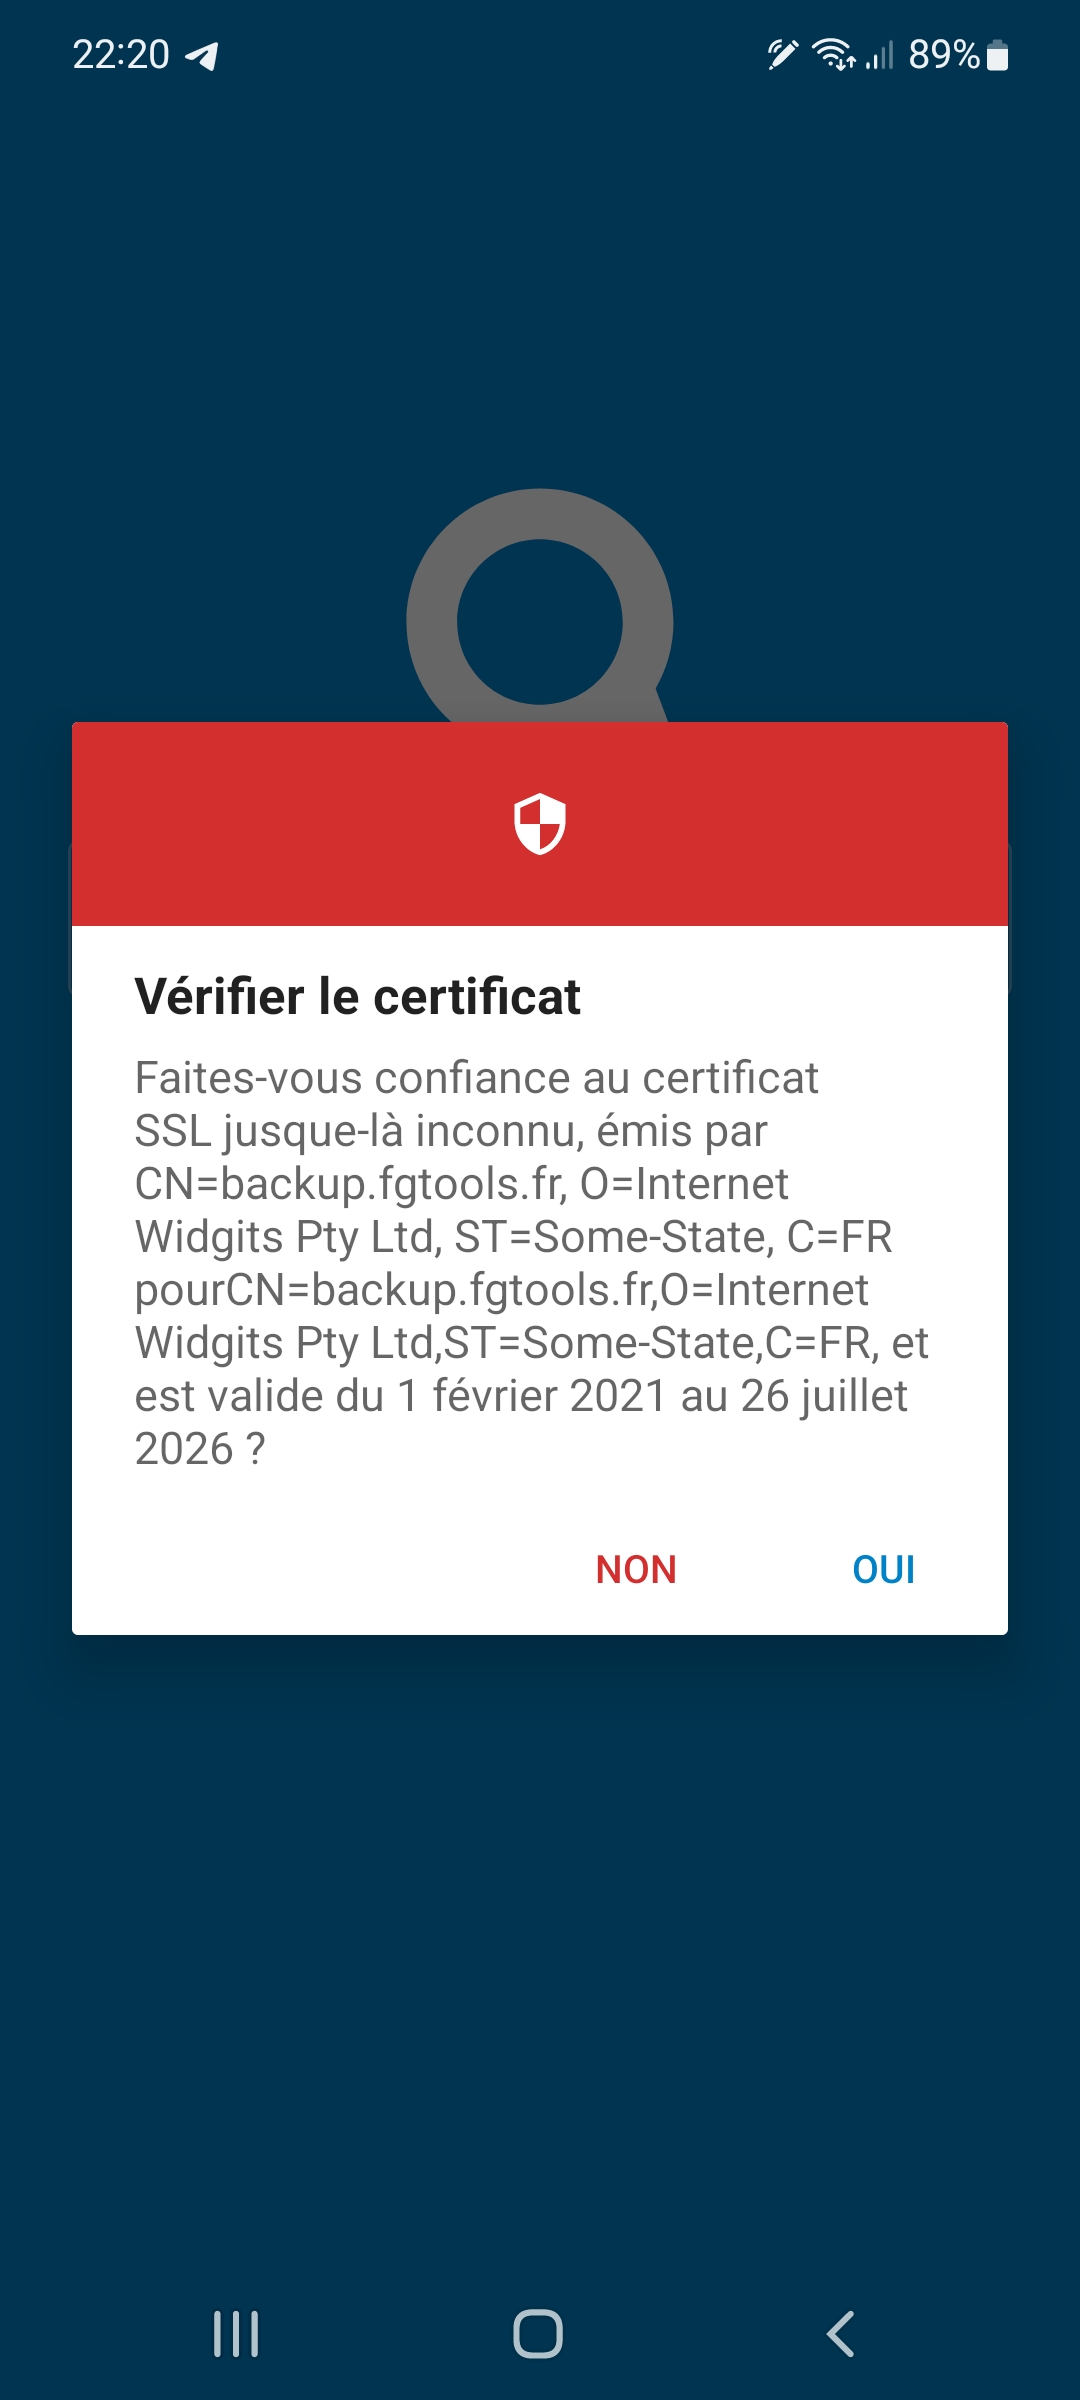 22:20
89%
Vérifier le certificat
Faites-vous confiance au certificat
SSL jusque-là inconnu, émis par
CN=backup.fgtools.fr, O=Internet
Widgits Pty Ltd, ST=Some-State, C=FR
pourCN=backup.fgtools.fr,O=Internet
Widgits Pty Ltd,ST=Some-State,C=FR, et
est valide du 1 février 2021 au 26 juillet
2026 ?
NON OUI